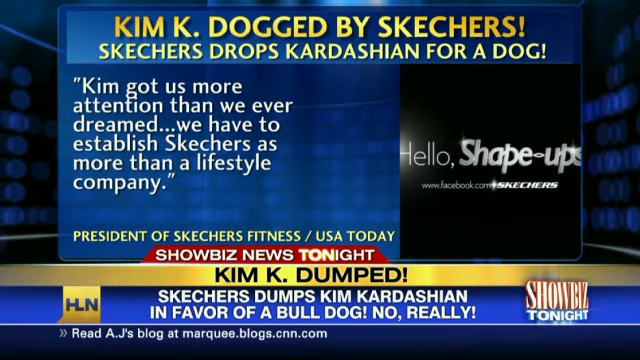 KIM K. DOGGED BY SKECHERS!
SKECHERS DROPS KARDASHIAN FOR A DOG!
"Kim got us more
attention than we ever
dreamed...we have to
establish Skechers as
more than a lifestyle
company."
PRESIDENT OF SKECHERS FITNESS / USA TODAY
Hello, Shape-ups
www.facebook.com SKECHERS
SHOWBIZ NEWS TONIGHT
KIM K. DUMPED!
HLN
SKECHERS DUMPS KIM KARDASHIAN
IN FAVOR OF A BULL DOG! NO, REALLY!
SHOWBIZ
TONIGHT
» Read A.J's blog at marquee.blogs.cnn.com